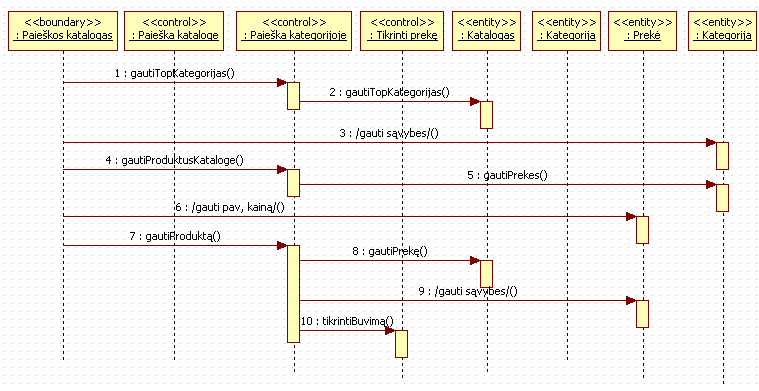 <<boundary>>
: Paieškos katalogas
<<control>>
: Paieška kataloge
<<control>>
: Paieška kategorijoje
<<control>>
: Tikrinti prekę
<<entity>>
: Katalogas
<<entity>>
: Kategorija
<<entity>>
: Prekė
<<entity>>
: Kategorija
1 : gautiTopKategorijas()
2 : gautiTopKategorijas()
3 : /gauti sąvybes/()
4 : gautiProduktusKataloge()
5 : gautiPrekes()
6 : /gauti pav, kainą/()
7 : gautiProduktą()
8 : gautiPrekę()
9 : /gauti sąvybes/()
10 : tikrintiBuvimą()